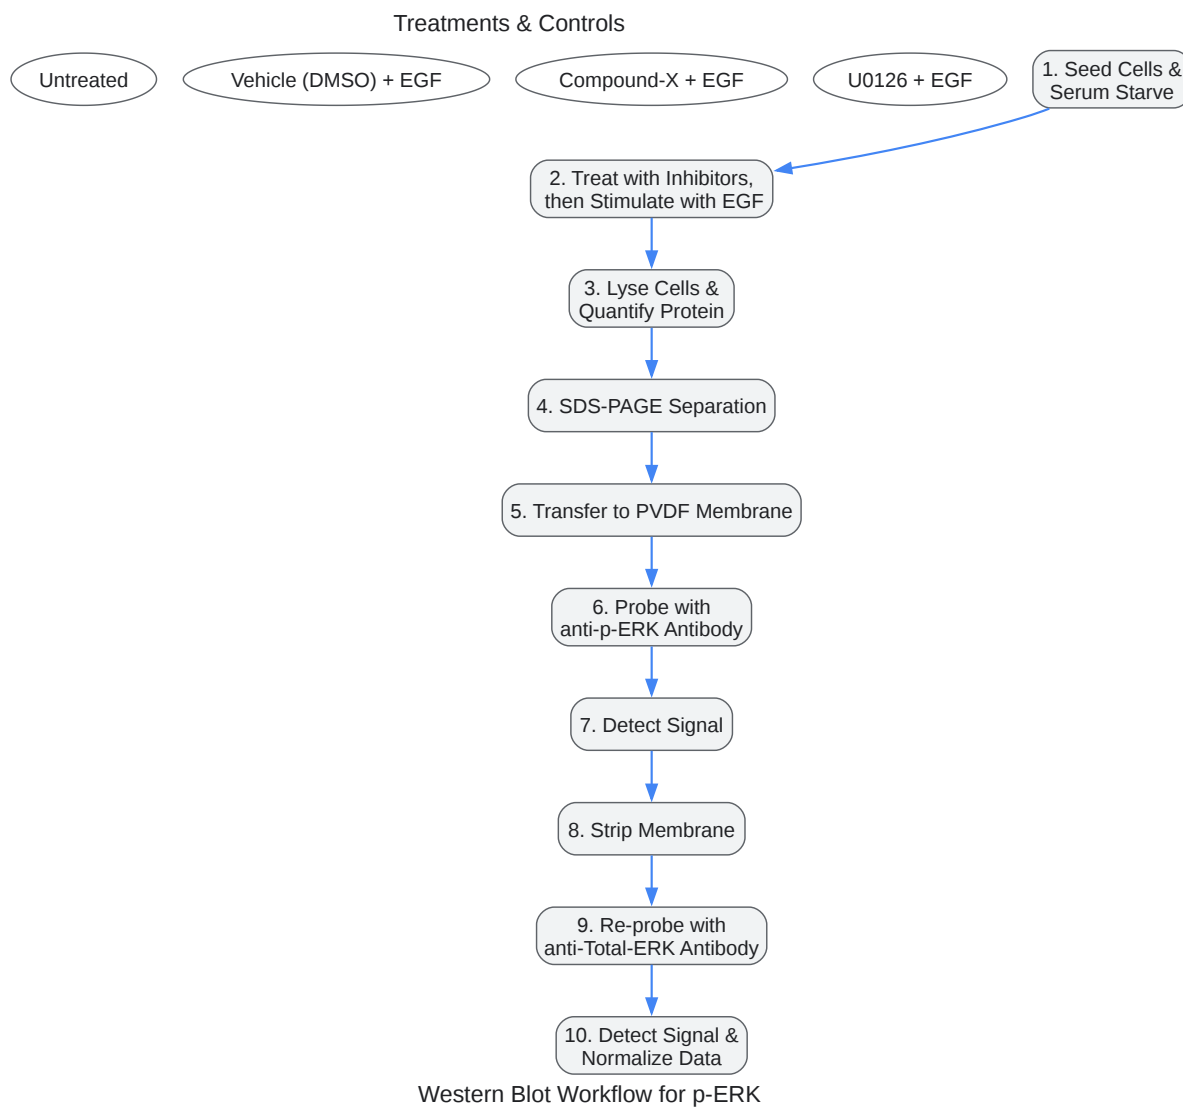 Treatments & Controls
Untreated
Vehicle (DMSO) + EGF
Compound-X + EGF
U0126 + EGF
1. Seed Cells &
Serum Starve
2. Treat with Inhibitors,
then Stimulate with EGF
3. Lyse Cells &
Quantify Protein
4. SDS-PAGE Separation
5. Transfer to PVDF Membrane
6. Probe with
anti-p-ERK Antibody
7. Detect Signal
8. Strip Membrane
9. Re-probe with
anti-Total-ERK Antibody
10. Detect Signal &
Normalize Data
Western Blot Workflow for p-ERK